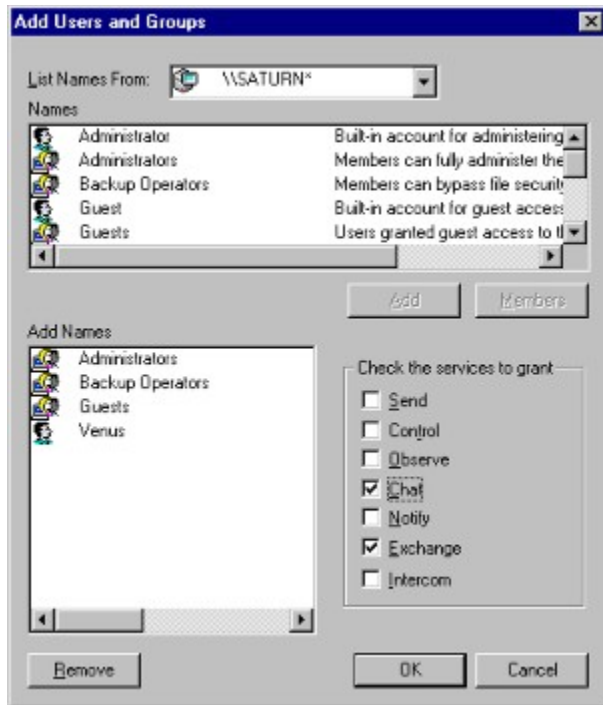 Add Users and Groups
List Names From: \\SATURN*
Names
Administrator Built-in account for administering
Administrators Members can fully administer the
Backup Operators Members can bypass file security
Guest Built-in account for guest access
Guests Users granted guest access to
Add Members
Add Names
Administrators
Backup Operators
Guests
Venus
Check the services to grant
Send
Control
Observe
Chat
Notify
Exchange
Intercom
Remove OK Cancel